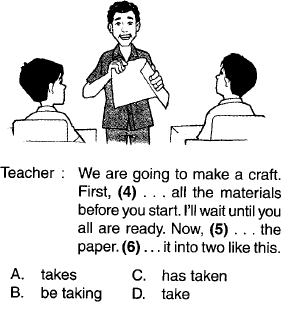 Teacher : We are going to make a craft.
First, (4) . . . all the materials
before you start. I'll wait until you
all are ready. Now, (5) . . . the
paper. (6) . . . it into two like this.
A. takes C. has taken
B. be taking D. take